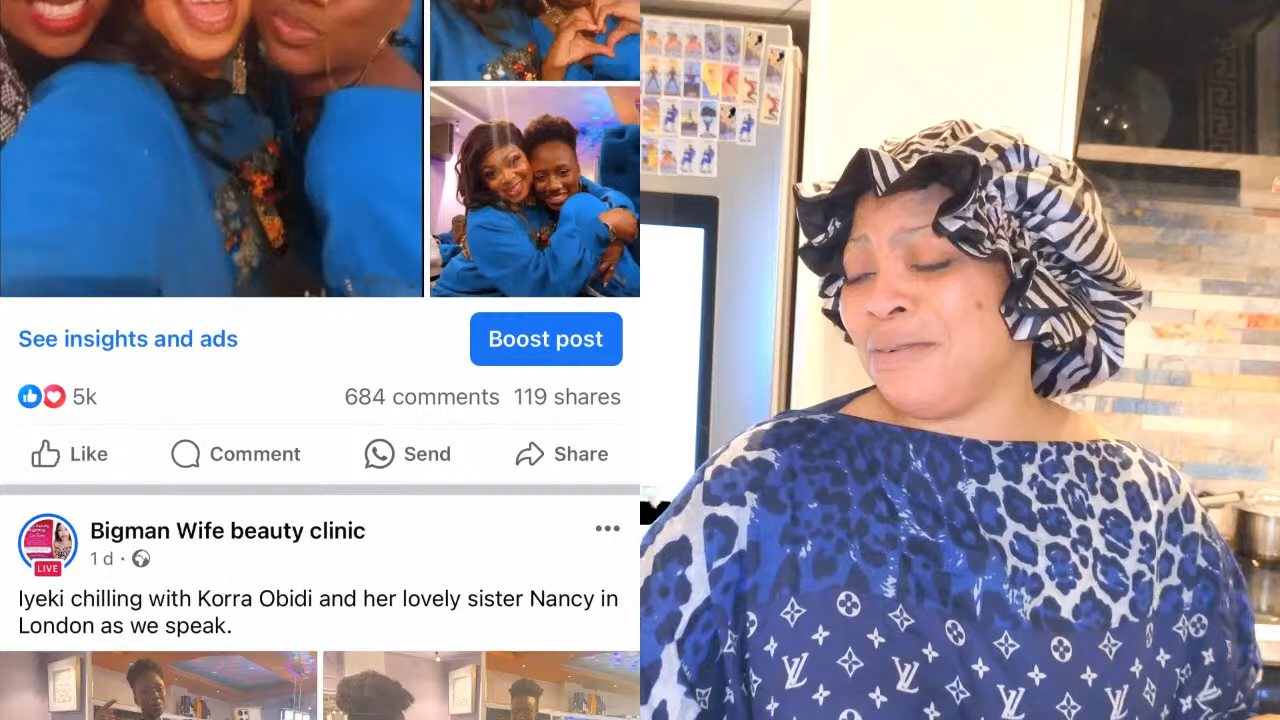 See insights and ads
Boost post
5k
684 comments 119 shares
Like
Comment
Send
Share
Bigman Wife beauty clinic
LIVE
1 d ·
Iyeki chilling with Korra Obidi and her lovely sister Nancy in
London as we speak.